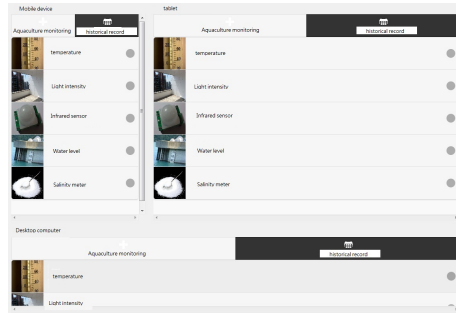 Mobile device
tablet
Aquaculture monitoring
historical record
Aquaculture monitoring
historical record
temperature
temperature
Light intensity
Light intensity
Infrared sensor
Infrared sensor
Water level
Water level
Salinity meter
Salinity meter
Desktop computer
Aquaculture monitoring
historical record
temperature
Light intensity